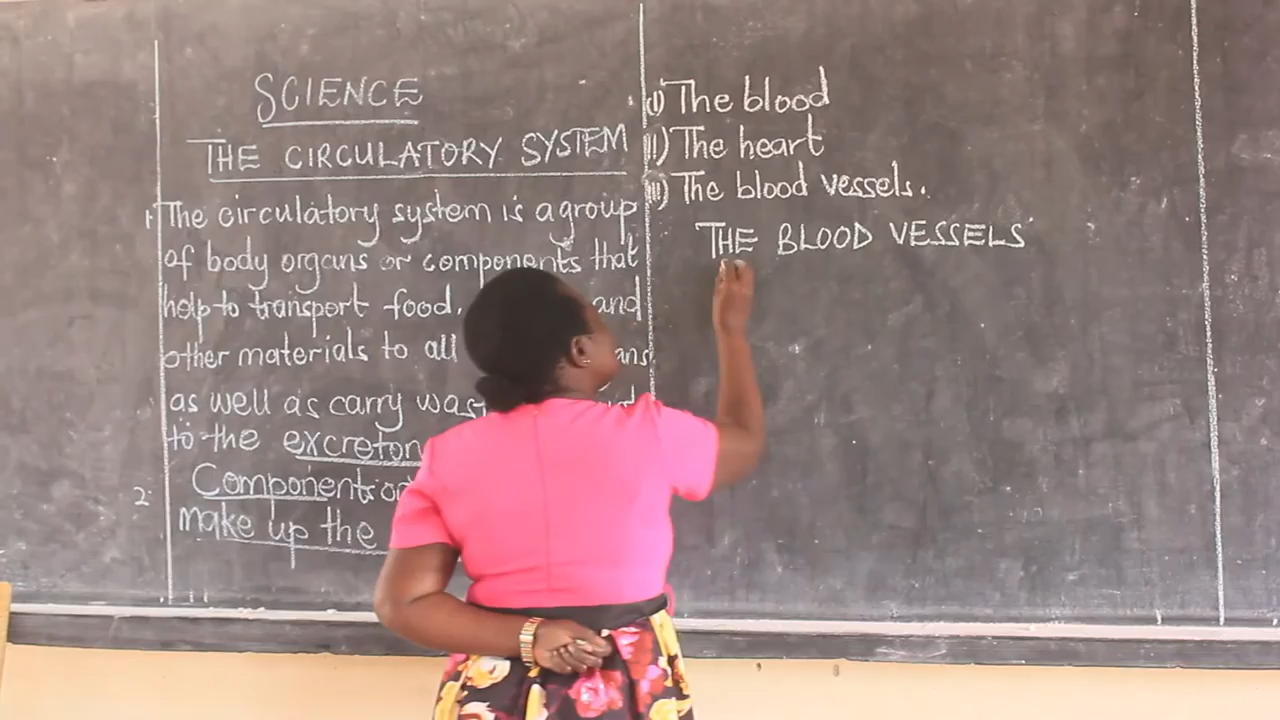 SCIENCE
THE CIRCULATORY SYSTEM
1. The circulatory system is a group
of body organs or components that
help to transport food, and
other materials to all
as well as carry
to the
2. Components or
make up the
(i) The blood
ii) The heart
iii) The blood vessels.
THE BLOOD VESSELS